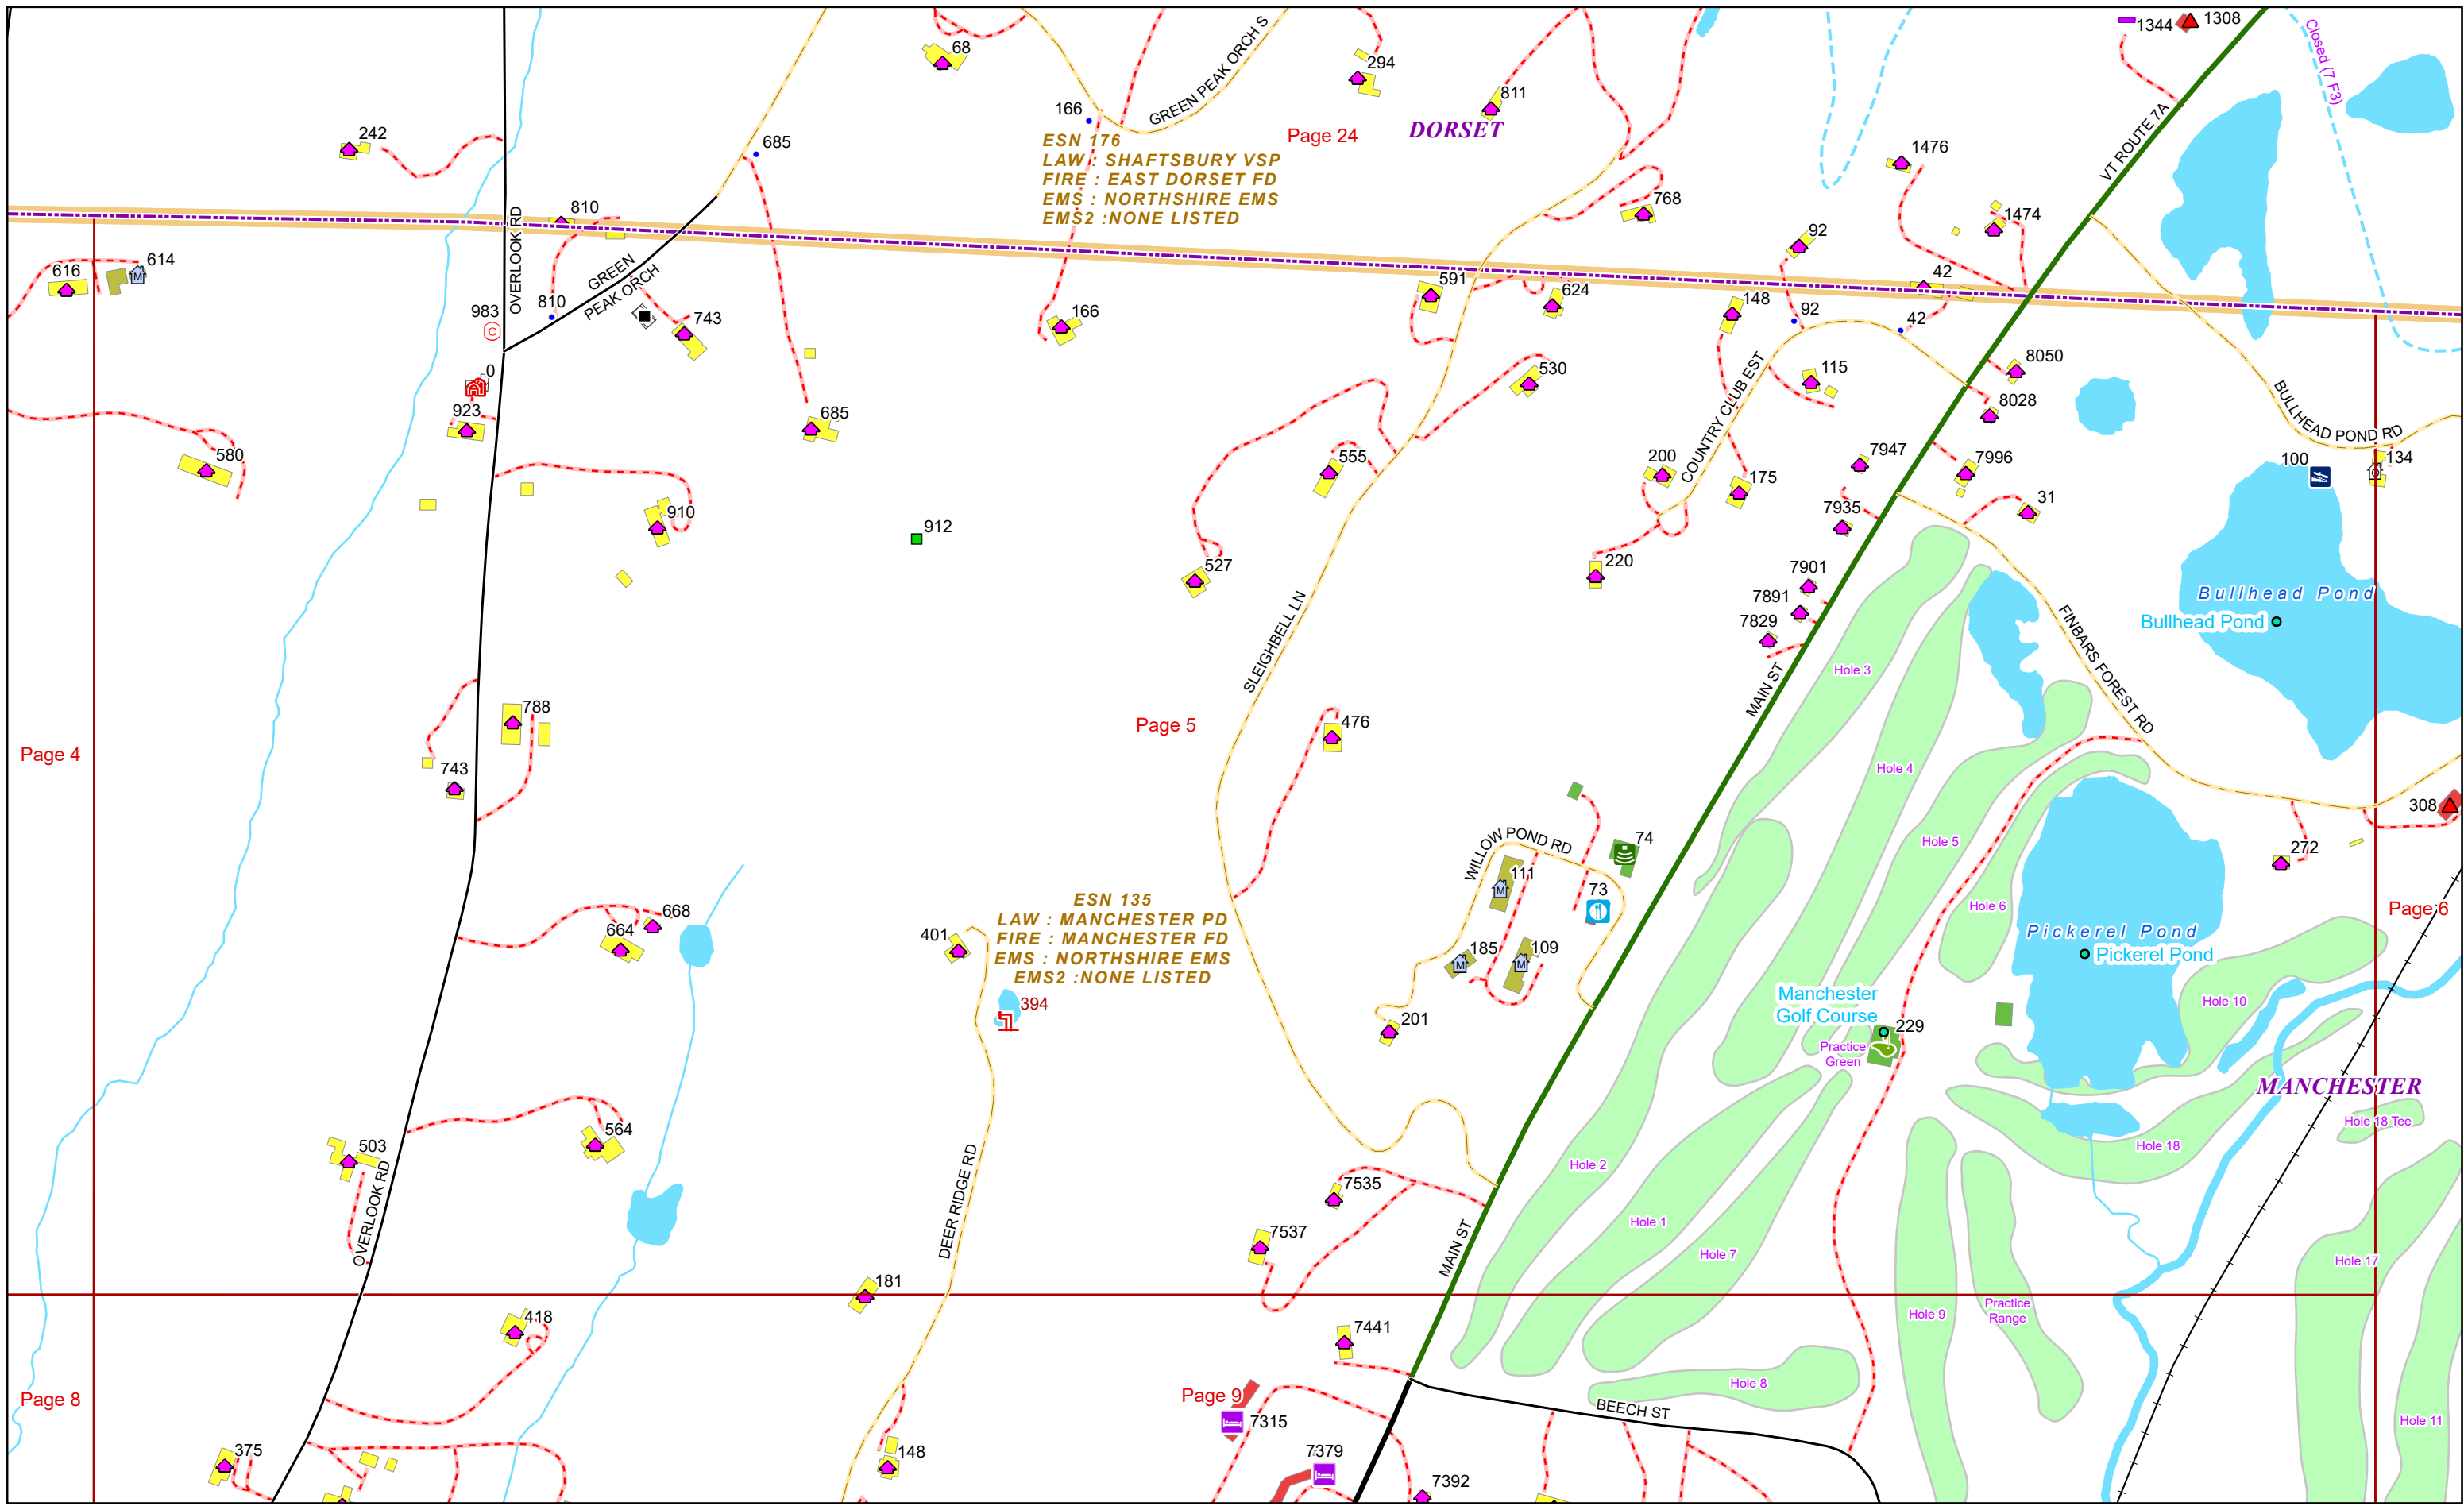 68
GREEN PEAK ORCH S
294
811
1344
1308
Closed (7 F3)
242
166
685
ESN 176
LAW : SHAFTSBURY VSP
FIRE : EAST DORSET FD
EMS : NORTHSHIRE EMS
EMS2 :NONE LISTED
Page 24
DORSET
VT ROUTE 7A
1476
768
1474
92
810
OVERLOOK RD
616
614
GREEN
PEAK ORCH
983
810
743
166
591
624
148
92
42
42
8050
0
923
685
530
COUNTRY CLUB EST
115
8028
BULLHEAD POND RD
580
555
200
175
7947
7996
100
134
910
912
527
220
7935
31
7901
7891
7829
Bullhead Pond
Bullhead Pond
SLEIGHBELL LN
MAIN ST
Hole 3
FINBARS FOREST RD
788
Page 4
743
Page 5
476
Hole 4
Hole 5
308
272
WILLOW POND RD
74
111
73
Hole 6
Page 6
668
664
401
ESN 135
LAW : MANCHESTER PD
FIRE : MANCHESTER FD
EMS : NORTHSHIRE EMS
EMS2 :NONE LISTED
394
185
109
201
Pickerel Pond
Pickerel Pond
Manchester
Golf Course
229
Practice
Green
Hole 10
MANCHESTER
Hole 18 Tee
Hole 18
503
564
OVERLOOK RD
DEER RIDGE RD
7535
7537
MAIN ST
Hole 2
Hole 1
Hole 7
Hole 17
181
418
7441
Hole 9
Practice
Range
Page 8
Page 9
7315
Hole 8
BEECH ST
Hole 11
375
148
7379
7392